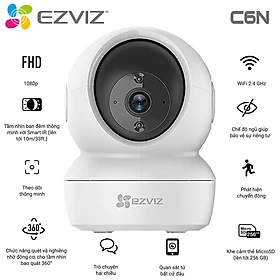 EZVIZ
C6N
FHD
1080p
WiFi 2.4 GHz
Tầm nhìn ban đêm thông
minh với Smart IR (lên
tới 10m/33ft.)
Chế độ ngủ giúp
bảo vệ sự riêng tư
Theo dõi
thông minh
Phát hiện
chuyển động
ezviz
360°
Chức năng quét và nghiêng
nhờ động cơ, cho tầm nhìn
bao quát 360°
Trò chuyện
hai chiều
Quan sát từ
bất cứ đâu
Khe cắm thẻ MicroSD
(lên tới 256 GB)